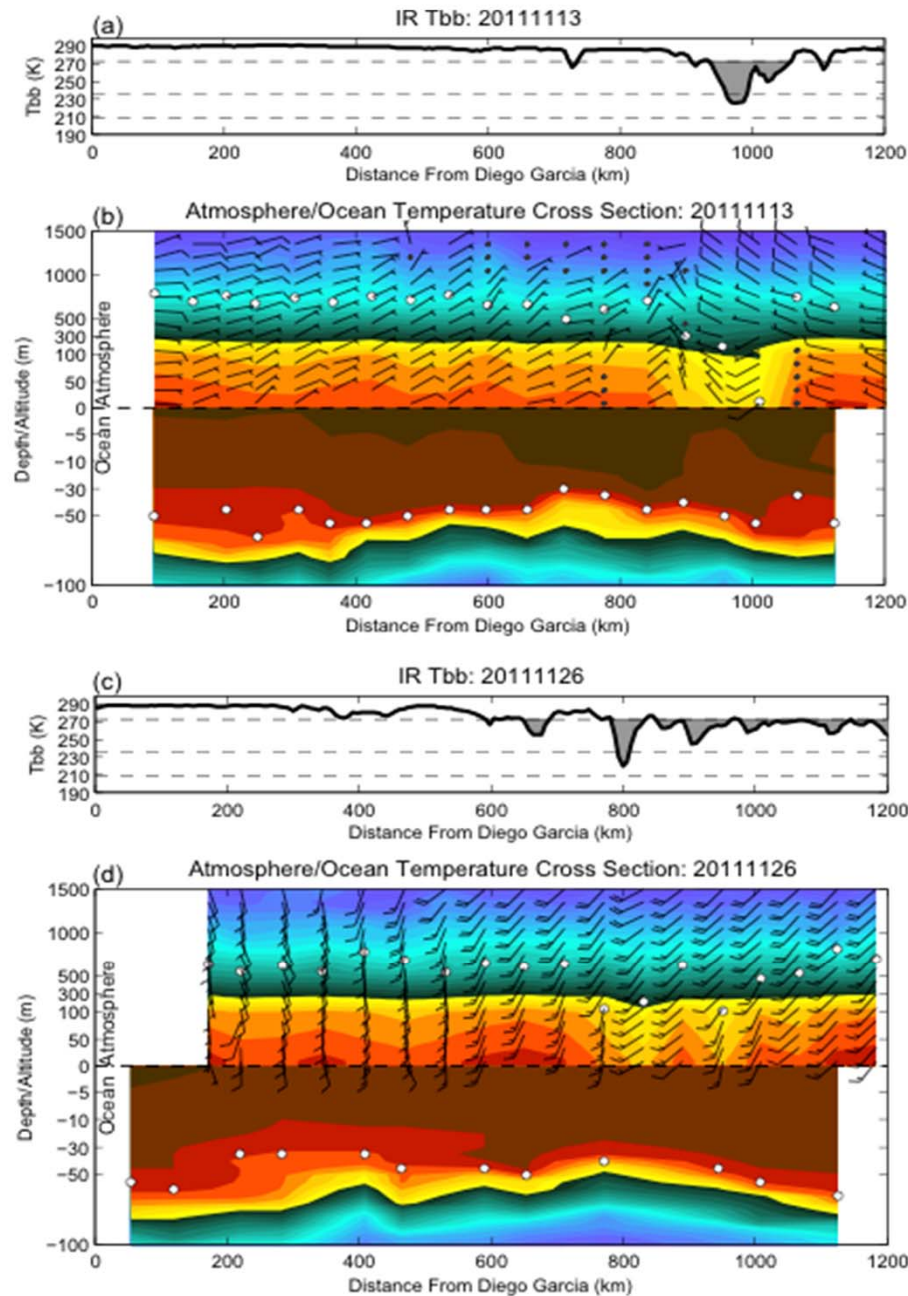 (a)
IR Tbb: 20111113
Tbb (K)
290
270
250
230
210
190
0 200 400 600 800 1000 1200
Distance From Diego Garcia (km)
(b)
Atmosphere/Ocean Temperature Cross Section: 20111113
Depth/Altitude (m)
Ocean Atmosphere
1500
1000
500
300
100
50
0
−5
−10
−30
−50
−100
0 200 400 600 800 1000 1200
Distance From Diego Garcia (km)
(c)
IR Tbb: 20111126
Tbb (K)
290
270
250
230
210
190
0 200 400 600 800 1000 1200
Distance From Diego Garcia (km)
(d)
Atmosphere/Ocean Temperature Cross Section: 20111126
Depth/Altitude (m)
Ocean Atmosphere
1500
1000
500
300
100
50
0
−5
−10
−30
−50
−100
0 200 400 600 800 1000 1200
Distance From Diego Garcia (km)